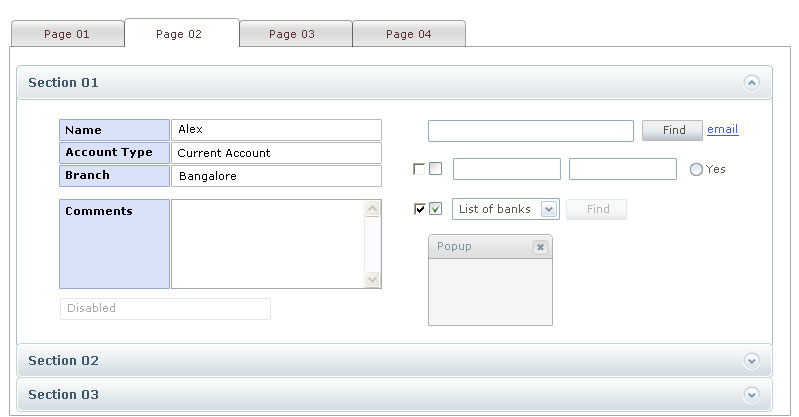 Page 01
Page 02
Page 03
Page 04
Section 01
Name Alex
Account Type Current Account
Branch Bangalore
Comments
Disabled
Find email
Yes
List of banks Find
Popup
Section 02
Section 03